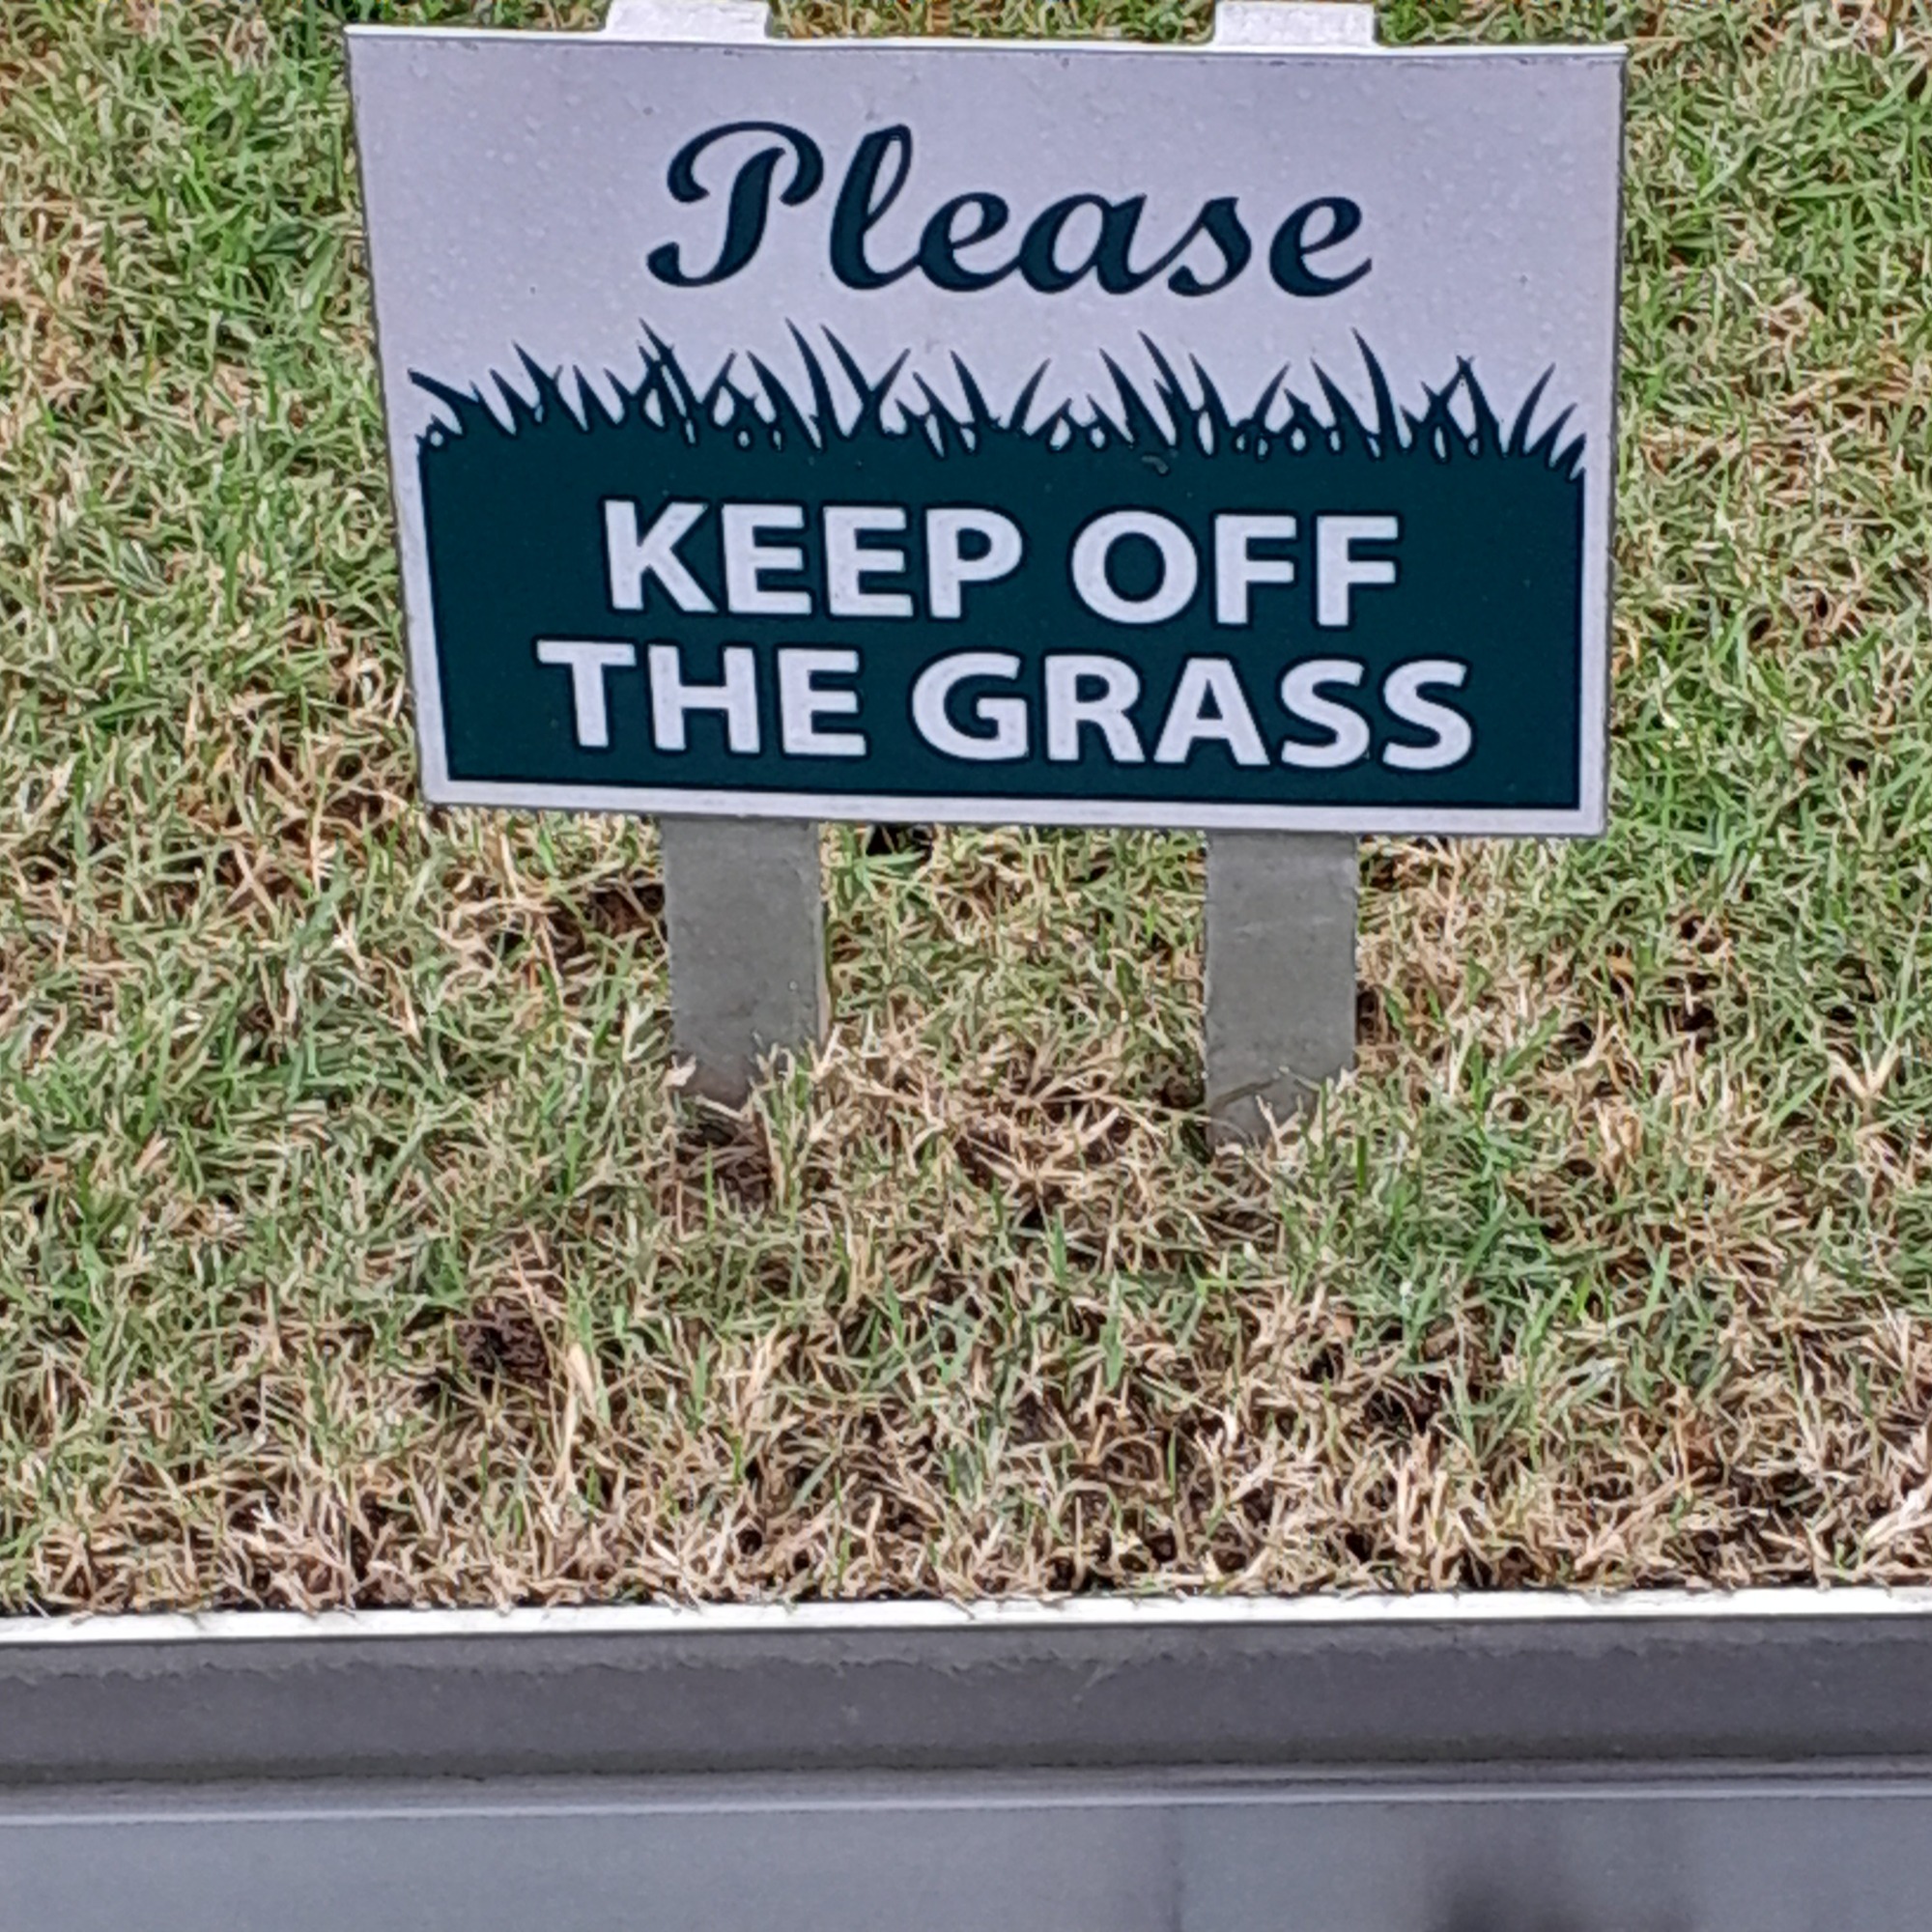 Please
KEEP OFF
THE GRASS